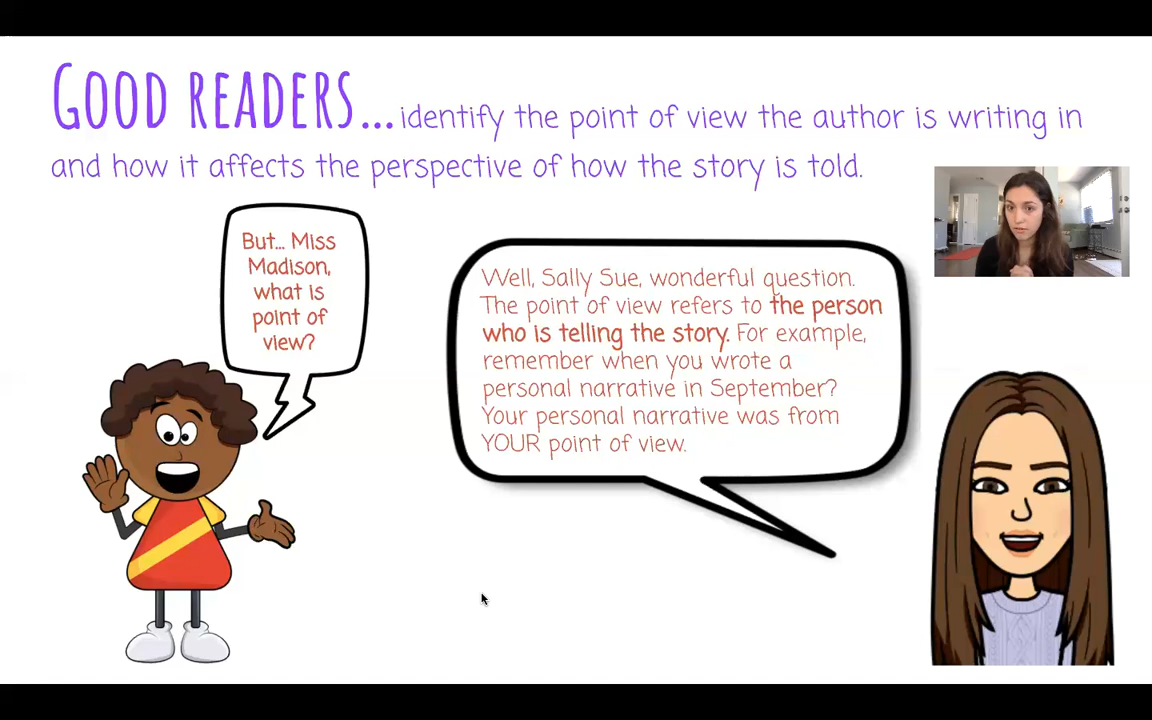 Good readers... identify the point of view the author is writing in
and how it affects the perspective of how the story is told.
But... Miss
Madison,
what is
point of
view?
Well, Sally Sue, wonderful question.
The point of view refers to the person
who is telling the story. For example,
remember when you wrote a
personal narrative in September?
Your personal narrative was from
YOUR point of view.